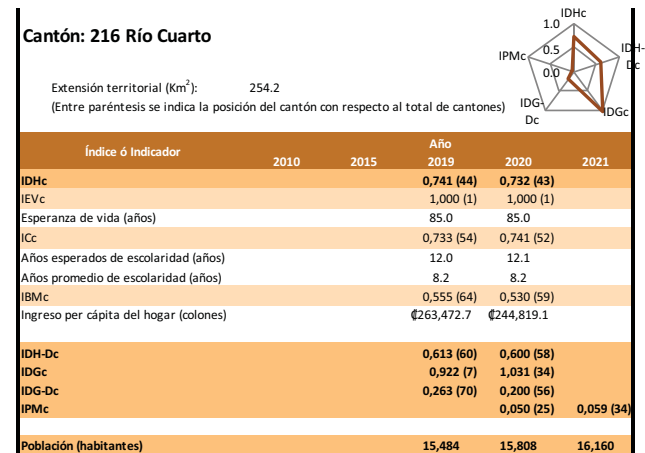 Cantón: 216 Río Cuarto
IDHc
1.0
0.5
0.0
IPMc
IDH-
Dc
IDG-
Dc
IDGc
Extensión territorial (Km²): 254.2
(Entre paréntesis se indica la posición del cantón con respecto al total de cantones)
Índice ó Indicador Año
2010 2015 2019 2020 2021
IDHc 0,741 (44) 0,732 (43)
IEVc 1,000 (1) 1,000 (1)
Esperanza de vida (años) 85.0 85.0
ICc 0,733 (54) 0,741 (52)
Años esperados de escolaridad (años) 12.0 12.1
Años promedio de escolaridad (años) 8.2 8.2
IBMc 0,555 (64) 0,530 (59)
Ingreso per cápita del hogar (colones) ₡263,472.7 ₡244,819.1
IDH-Dc 0,613 (60) 0,600 (58)
IDGc 0,922 (7) 1,031 (34)
IDG-Dc 0,263 (70) 0,200 (56)
IPMc 0,050 (25) 0,059 (34)
Población (habitantes) 15,484 15,808 16,160